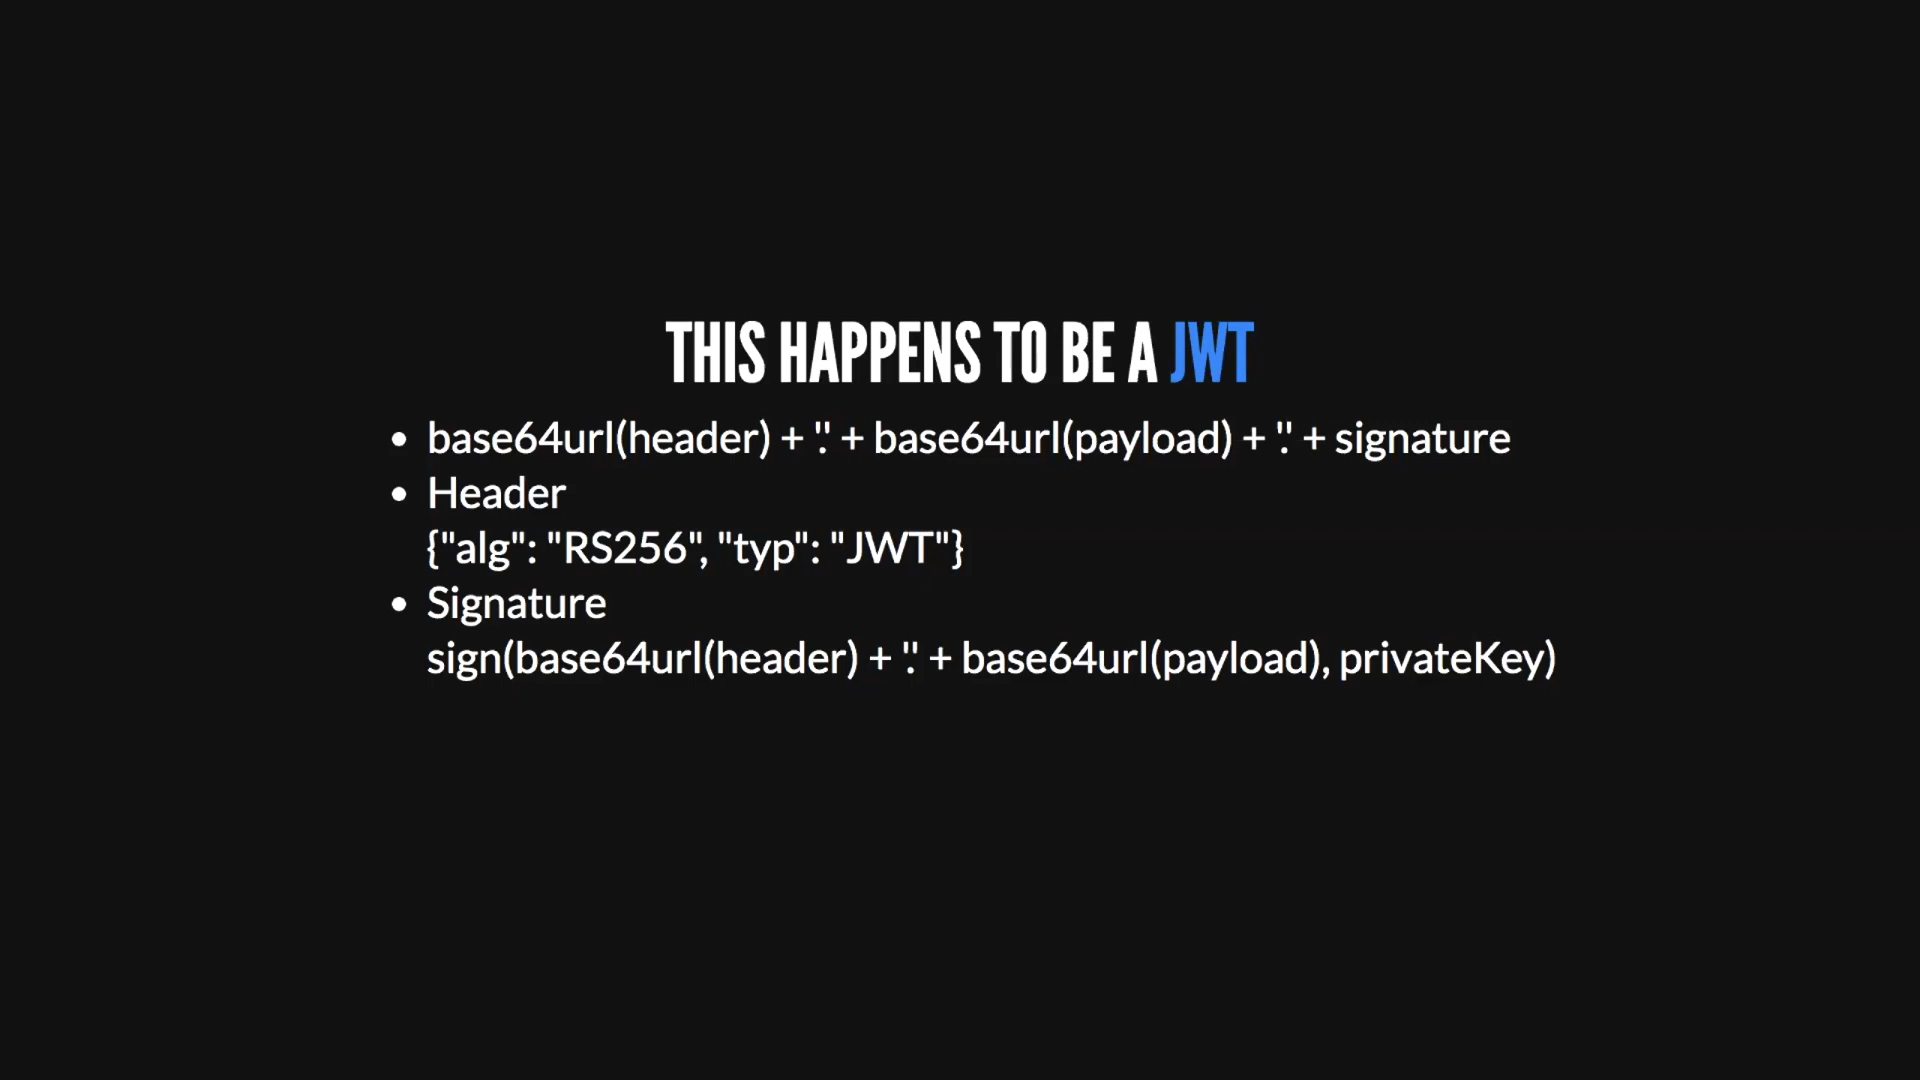 THIS HAPPENS TO BE A JWT
• base64url(header) + '.' + base64url(payload) + '.' + signature
• Header
{"alg": "RS256", "typ": "JWT"}
• Signature
sign(base64url(header) + '.' + base64url(payload), privateKey)